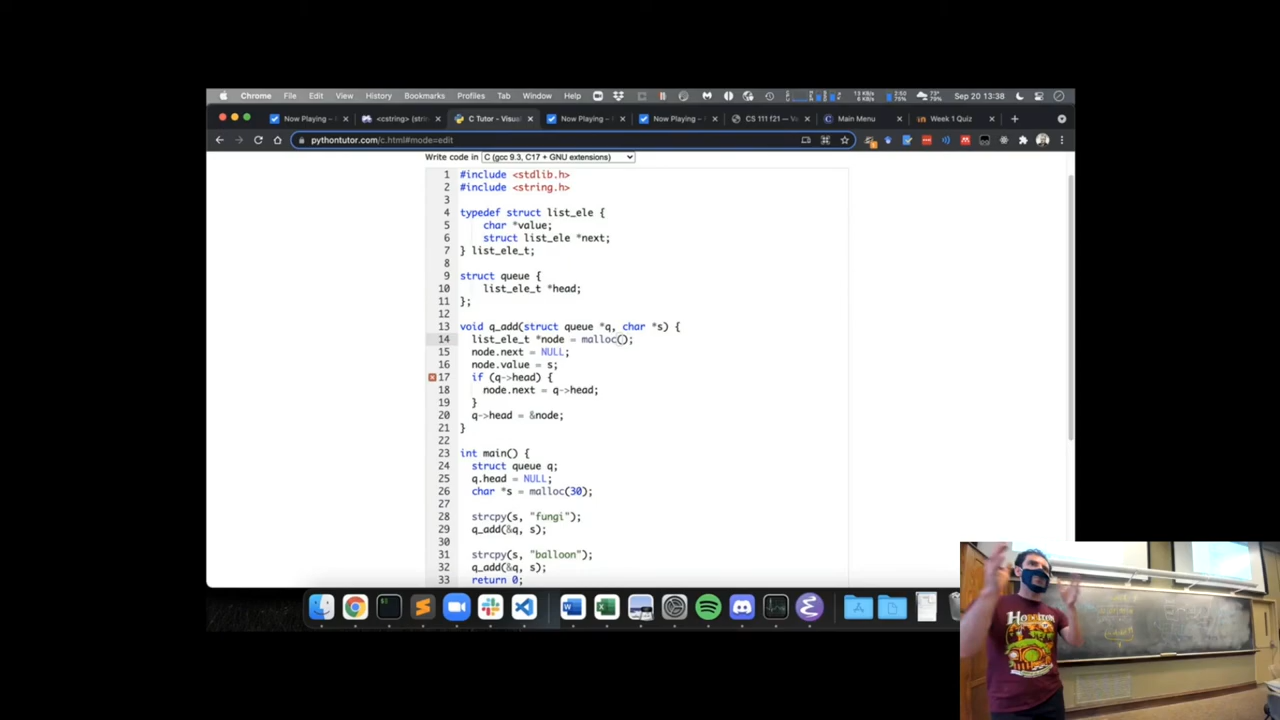 Chrome File Edit View History Bookmarks Profiles Tab Window Help Sep 20 13:38
Now Playing – <cstring> (strin C Tutor - Visual Now Playing – Now Playing – CS 111 f21 — Vi Main Menu Week 1 Quiz
pythontutor.com/c.html#mode=edit
Write code in C (gcc 9.3, C17 + GNU extensions)
1 #include <stdlib.h>
2 #include <string.h>
3
4 typedef struct list_ele {
5 char *value;
6 struct list_ele *next;
7 } list_ele_t;
8
9 struct queue {
10 list_ele_t *head;
11 };
12
13 void q_add(struct queue *q, char *s) {
14 list_ele_t *node = malloc();
15 node.next = NULL;
16 node.value = s;
17 if (q->head) {
18 node.next = q->head;
19 }
20 q->head = &node;
21 }
22
23 int main() {
24 struct queue q;
25 q.head = NULL;
26 char *s = malloc(30);
27
28 strcpy(s, "fungi");
29 q_add(&q, s);
30
31 strcpy(s, "balloon");
32 q_add(&q, s);
33 return 0;